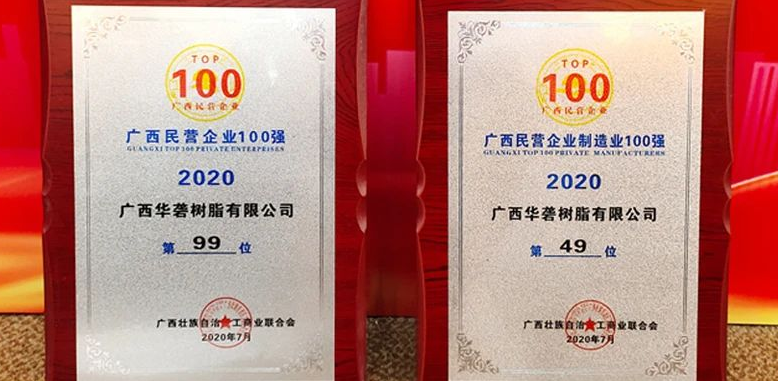 TOP
100
广西民营企业
广西民营企业100强
GUANGXI TOP 100 PRIVATE UNTERPRISES
2020
广西华砻树脂有限公司
第 99 位
广西壮族自治 工商业联合会
2020年7月
TOP
100
广西民营企业
广西民营企业制造业100强
GUANGXI TOP 100 PRIVATE MANUFACTURERS
2020
广西华砻树脂有限公司
第 49 位
广西壮族自治 工商业联合会
2020年7月